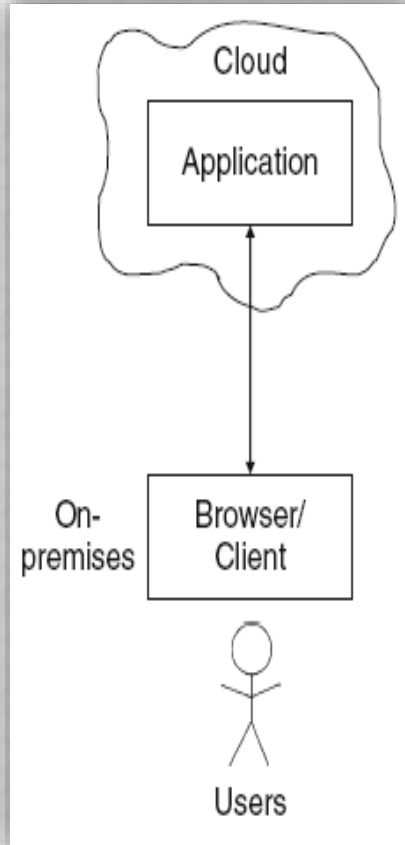 Cloud
Application
On-
premises
Browser/
Client
Users